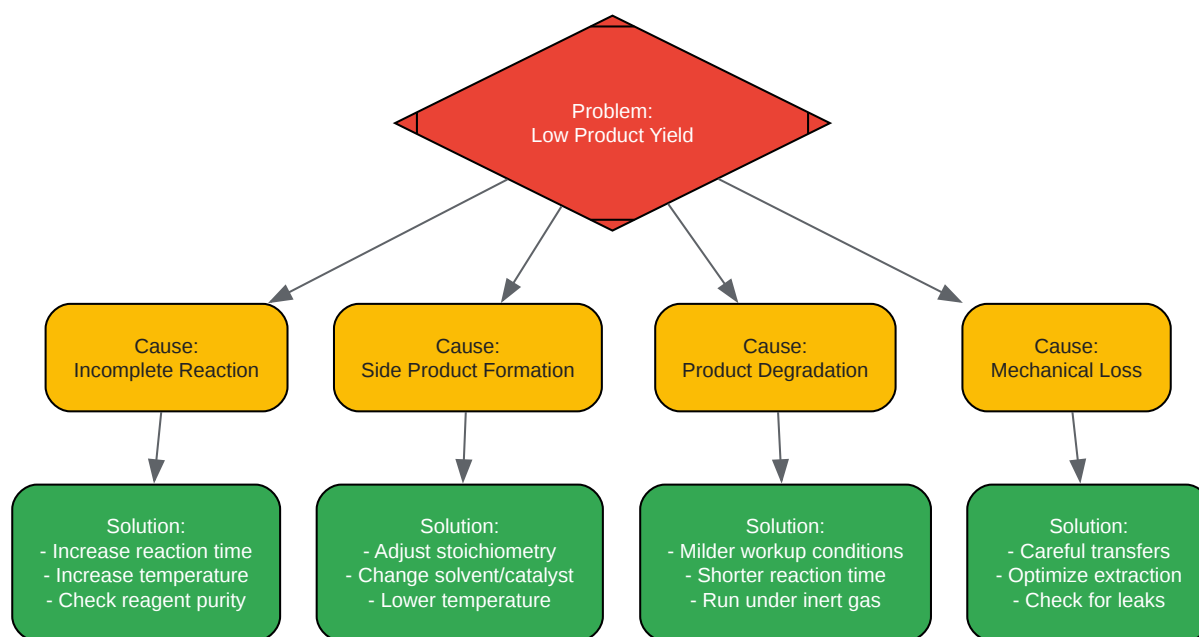 Problem:
Low Product Yield
Cause:
Incomplete Reaction
Cause:
Side Product Formation
Cause:
Product Degradation
Cause:
Mechanical Loss
Solution:
- Increase reaction time
- Increase temperature
- Check reagent purity
Solution:
- Adjust stoichiometry
- Change solvent/catalyst
- Lower temperature
Solution:
- Milder workup conditions
- Shorter reaction time
- Run under inert gas
Solution:
- Careful transfers
- Optimize extraction
- Check for leaks